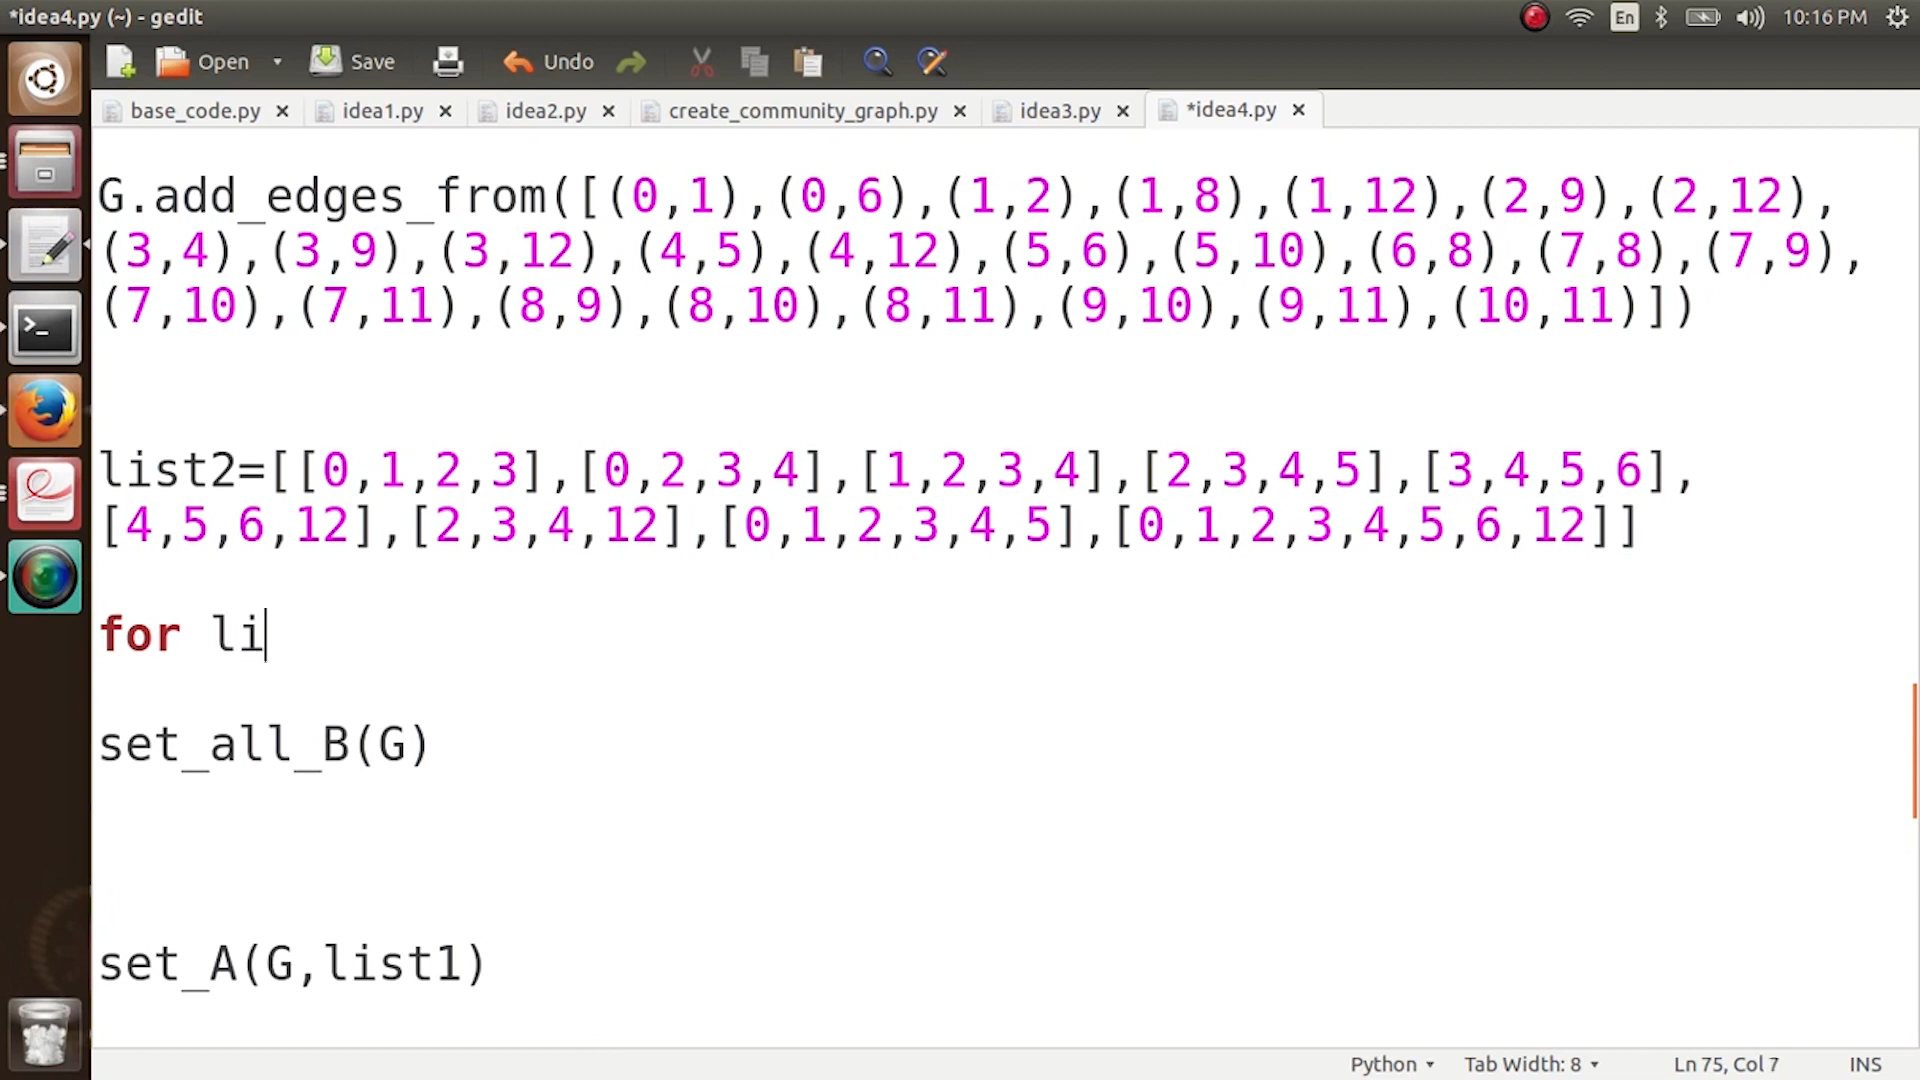 *idea4.py (~) - gedit
En 10:16 PM
Open Save Undo
base_code.py idea1.py idea2.py create_community_graph.py idea3.py *idea4.py
G.add_edges_from([(0,1),(0,6),(1,2),(1,8),(1,12),(2,9),(2,12),
(3,4),(3,9),(3,12),(4,5),(4,12),(5,6),(5,10),(6,8),(7,8),(7,9),
(7,10),(7,11),(8,9),(8,10),(8,11),(9,10),(9,11),(10,11)])
list2=[[0,1,2,3],[0,2,3,4],[1,2,3,4],[2,3,4,5],[3,4,5,6],
[4,5,6,12],[2,3,4,12],[0,1,2,3,4,5],[0,1,2,3,4,5,6,12]]
for li
set_all_B(G)
set_A(G,list1)
Python Tab Width: 8 Ln 75, Col 7 INS